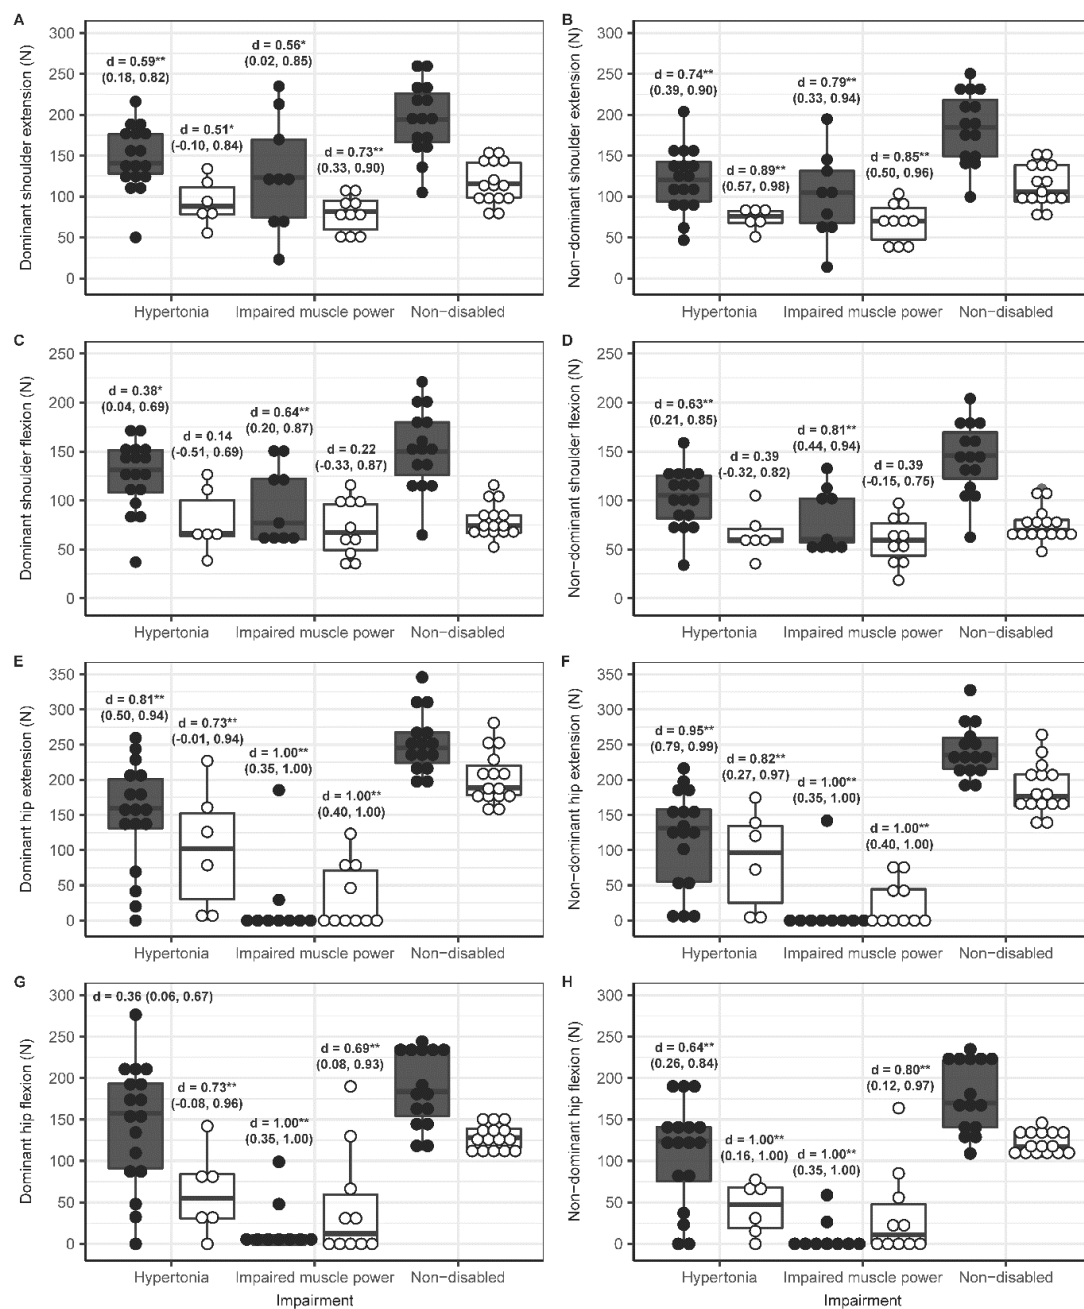 A
Dominant shoulder extension (N)
300
250
200
150
100
50
0
d = 0.59**
(0.18, 0.82)
d = 0.51*
(-0.10, 0.84)
d = 0.56*
(0.02, 0.85)
d = 0.73**
(0.33, 0.90)
Hypertonia
Impaired muscle power
Non-disabled
B
Non-dominant shoulder extension (N)
300
250
200
150
100
50
0
d = 0.74**
(0.39, 0.90)
d = 0.89**
(0.57, 0.98)
d = 0.79**
(0.33, 0.94)
d = 0.85**
(0.50, 0.96)
Hypertonia
Impaired muscle power
Non-disabled
C
Dominant shoulder flexion (N)
250
200
150
100
50
0
d = 0.38*
(0.04, 0.69)
d = 0.14
(-0.51, 0.69)
d = 0.64**
(0.20, 0.87)
d = 0.22
(-0.33, 0.87)
Hypertonia
Impaired muscle power
Non-disabled
D
Non-dominant shoulder flexion (N)
250
200
150
100
50
0
d = 0.63**
(0.21, 0.85)
d = 0.39
(-0.32, 0.82)
d = 0.81**
(0.44, 0.94)
d = 0.39
(-0.15, 0.75)
Hypertonia
Impaired muscle power
Non-disabled
E
Dominant hip extension (N)
350
300
250
200
150
100
50
0
d = 0.81**
(0.50, 0.94)
d = 0.73**
(-0.01, 0.94)
d = 1.00**
(0.35, 1.00)
d = 1.00**
(0.40, 1.00)
Hypertonia
Impaired muscle power
Non-disabled
F
Non-dominant hip extension (N)
350
300
250
200
150
100
50
0
d = 0.95**
(0.79, 0.99)
d = 0.82**
(0.27, 0.97)
d = 1.00**
(0.35, 1.00)
d = 1.00**
(0.40, 1.00)
Hypertonia
Impaired muscle power
Non-disabled
G
Dominant hip flexion (N)
300
250
200
150
100
50
0
d = 0.36 (0.06, 0.67)
d = 0.73**
(-0.08, 0.96)
d = 1.00**
(0.35, 1.00)
d = 0.69**
(0.08, 0.93)
Hypertonia
Impaired muscle power
Non-disabled
Impairment
H
Non-dominant hip flexion (N)
300
250
200
150
100
50
0
d = 0.64**
(0.26, 0.84)
d = 1.00**
(0.16, 1.00)
d = 1.00**
(0.35, 1.00)
d = 0.80**
(0.12, 0.97)
Hypertonia
Impaired muscle power
Non-disabled
Impairment